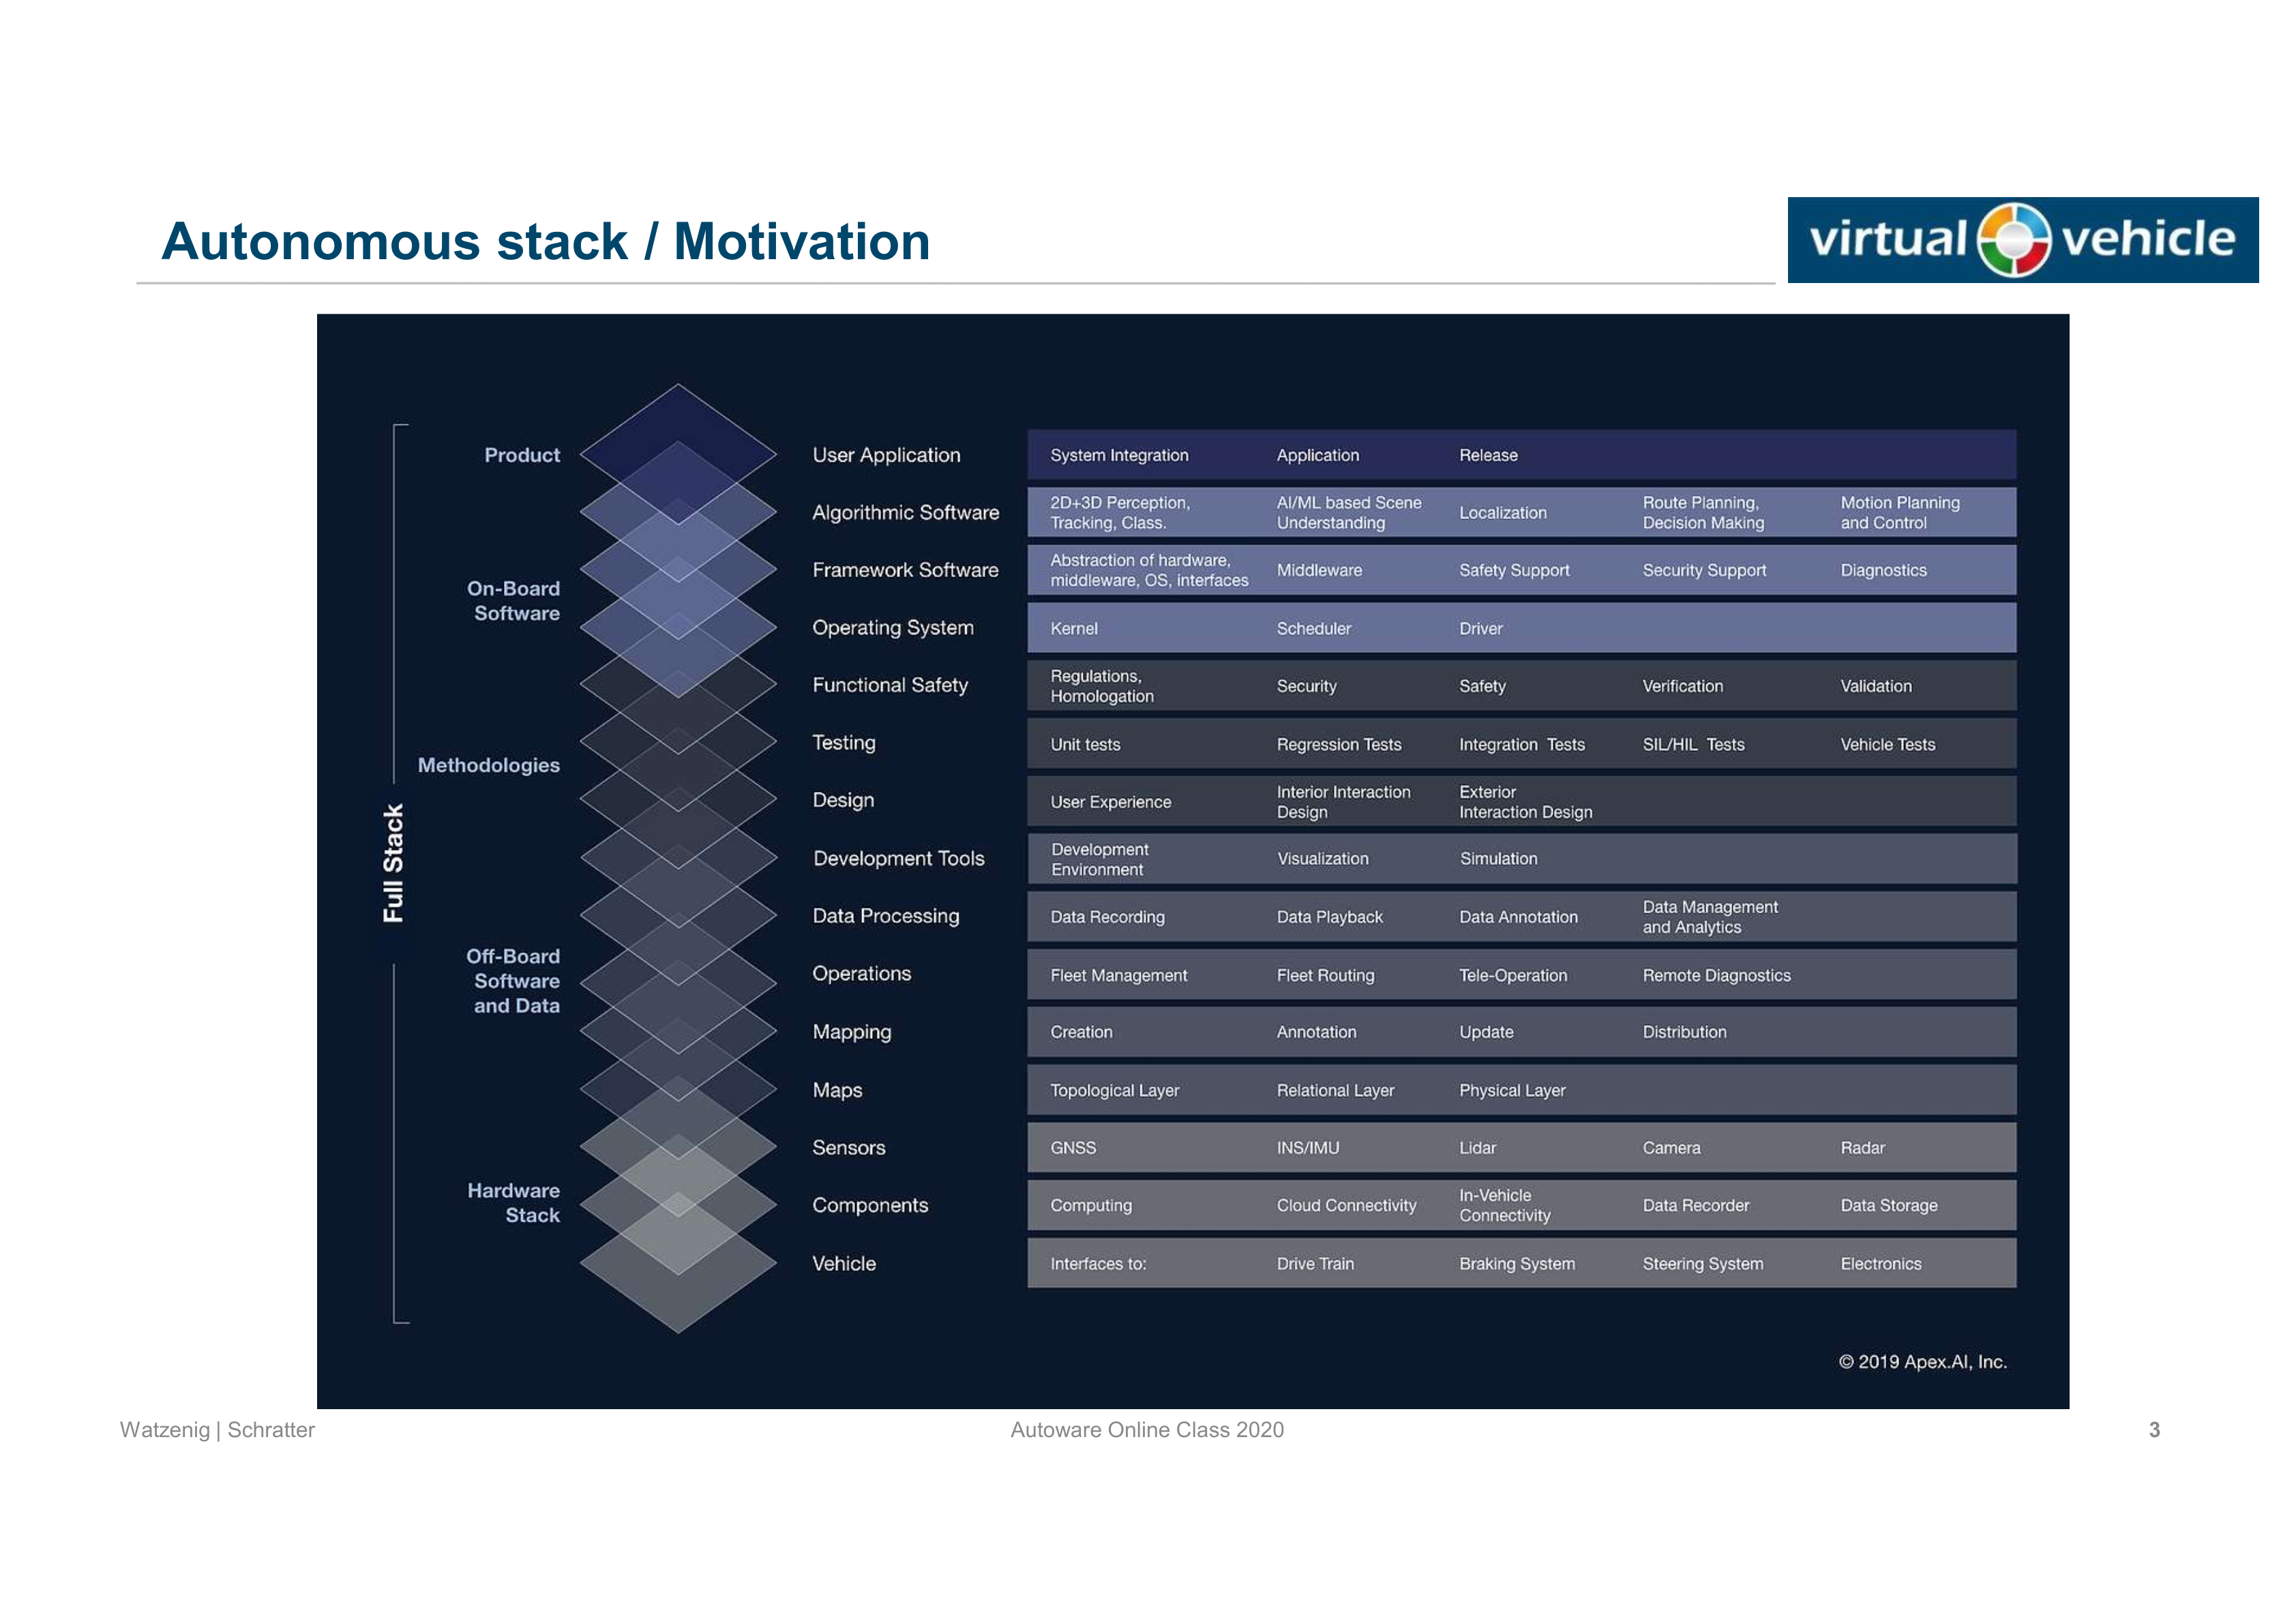 Autonomous stack / Motivation
virtual vehicle
Full Stack
Product
User Application
System Integration
Application
Release
Algorithmic Software
2D+3D Perception,
Tracking, Class.
AI/ML based Scene
Understanding
Localization
Route Planning,
Decision Making
Motion Planning
and Control
On-Board
Software
Framework Software
Abstraction of hardware,
middleware, OS, interfaces
Middleware
Safety Support
Security Support
Diagnostics
Operating System
Kernel
Scheduler
Driver
Functional Safety
Regulations,
Homologation
Security
Safety
Verification
Validation
Methodologies
Testing
Unit tests
Regression Tests
Integration Tests
SIL/HIL Tests
Vehicle Tests
Design
User Experience
Interior Interaction
Design
Exterior
Interaction Design
Development Tools
Development
Environment
Visualization
Simulation
Data Processing
Data Recording
Data Playback
Data Annotation
Data Management
and Analytics
Off-Board
Software
and Data
Operations
Fleet Management
Fleet Routing
Tele-Operation
Remote Diagnostics
Mapping
Creation
Annotation
Update
Distribution
Maps
Topological Layer
Relational Layer
Physical Layer
Sensors
GNSS
INS/IMU
Lidar
Camera
Radar
Hardware
Stack
Components
Computing
Cloud Connectivity
In-Vehicle
Connectivity
Data Recorder
Data Storage
Vehicle
Interfaces to:
Drive Train
Braking System
Steering System
Electronics
© 2019 Apex.AI, Inc.
Watzenig | Schratter
Autoware Online Class 2020
3